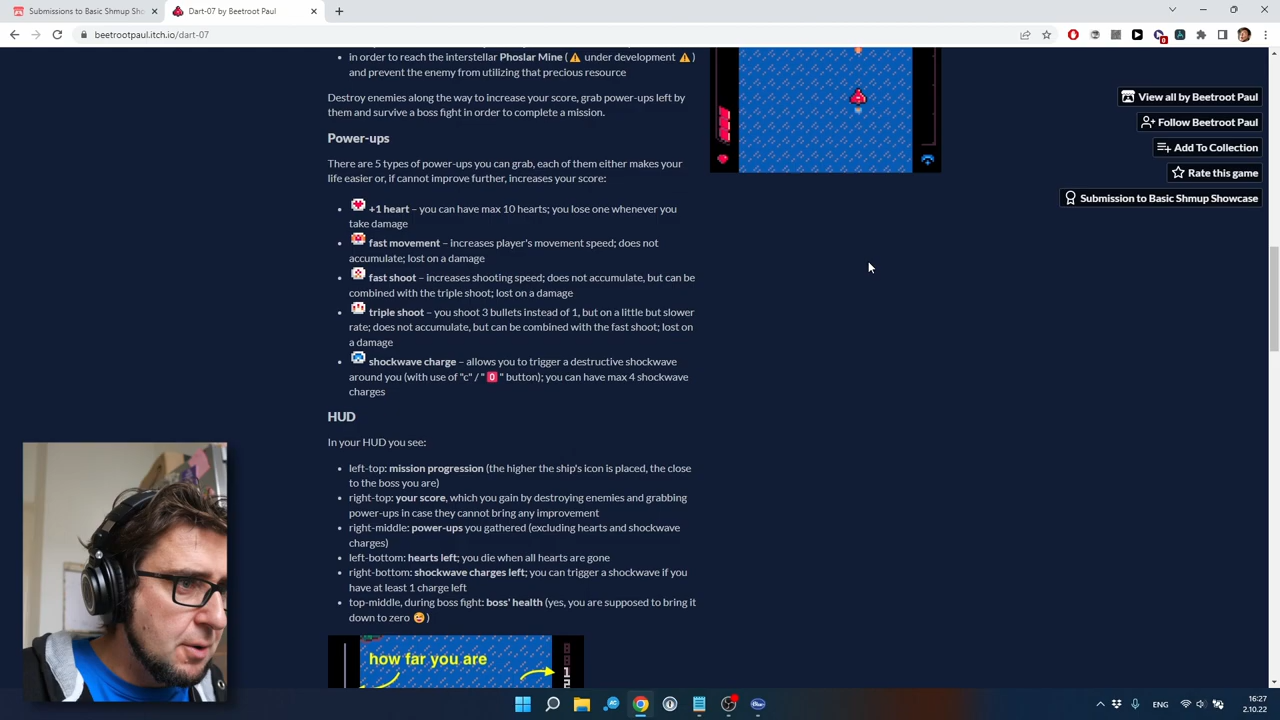 Submissions to Basic Shmup Sho
Dart-07 by Beetroot Paul
beetrootpaul.itch.io/dart-07
0
in order to reach the interstellar Phoslar Mine (⚠️ under development ⚠️)
and prevent the enemy from utilizing that precious resource
Destroy enemies along the way to increase your score, grab power-ups left by
them and survive a boss fight in order to complete a mission.
Power-ups
There are 5 types of power-ups you can grab, each of them either makes your
life easier or, if cannot improve further, increases your score:
+1 heart – you can have max 10 hearts; you lose one whenever you
take damage
fast movement – increases player's movement speed; does not
accumulate; lost on a damage
fast shoot – increases shooting speed; does not accumulate, but can be
combined with the triple shoot; lost on a damage
triple shoot – you shoot 3 bullets instead of 1, but on a little but slower
rate; does not accumulate, but can be combined with the fast shoot; lost on
a damage
shockwave charge – allows you to trigger a destructive shockwave
around you (with use of "c" / " 🅾️ " button); you can have max 4 shockwave
charges
HUD
In your HUD you see:
left-top: mission progression (the higher the ship's icon is placed, the close
to the boss you are)
right-top: your score, which you gain by destroying enemies and grabbing
power-ups in case they cannot bring any improvement
right-middle: power-ups you gathered (excluding hearts and shockwave
charges)
left-bottom: hearts left; you die when all hearts are gone
right-bottom: shockwave charges left; you can trigger a shockwave if you
have at least 1 charge left
top-middle, during boss fight: boss' health (yes, you are supposed to bring it
down to zero 😄 )
how far you are
View all by Beetroot Paul
Follow Beetroot Paul
Add To Collection
Rate this game
Submission to Basic Shmup Showcase
ENG
16:27
2.10.22